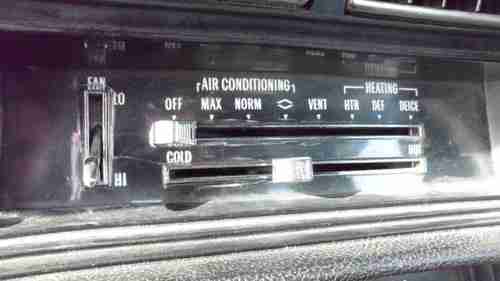 FAN
LO
HI
AIR CONDITIONING
HEATING
OFF MAX NORM <> VENT HTR DEF DEICE
COLD HOT